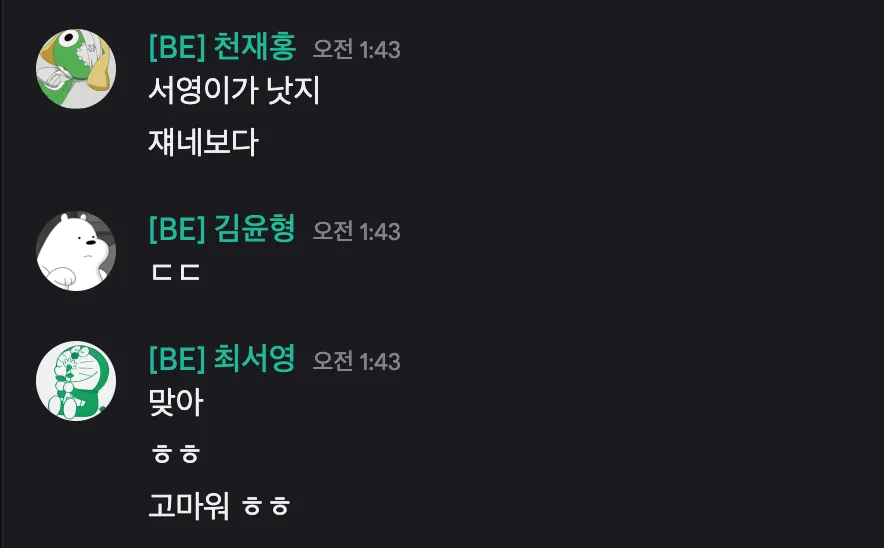 [BE] 천재홍 오전 1:43
서영이가 낫지
쟤네보다
[BE] 김윤형 오전 1:43
ㄷㄷ
[BE] 최서영 오전 1:43
맞아
ㅎㅎ
고마워 ㅎㅎ